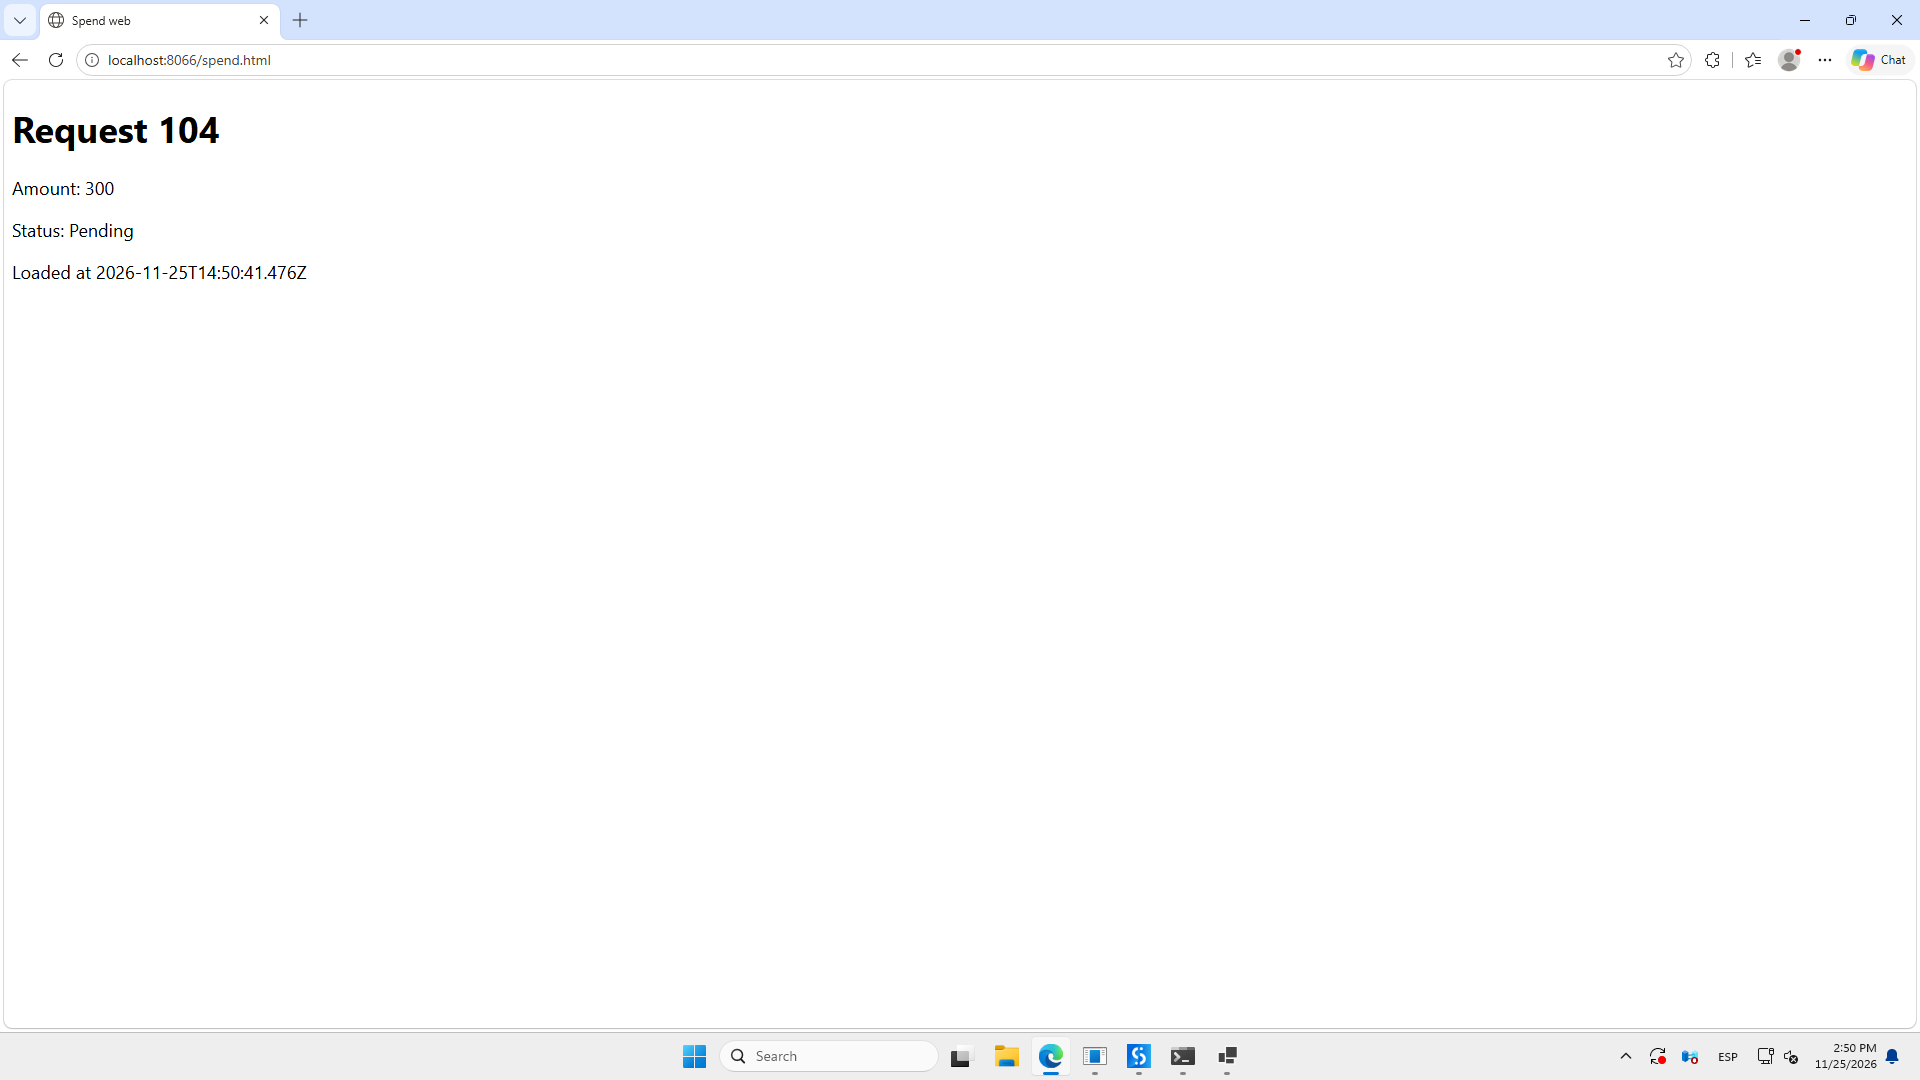 Spend web
localhost:8066/spend.html
Chat
Request 104
Amount: 300
Status: Pending
Loaded at 2026-11-25T14:50:41.476Z
Search
ESP
2:50 PM
11/25/2026